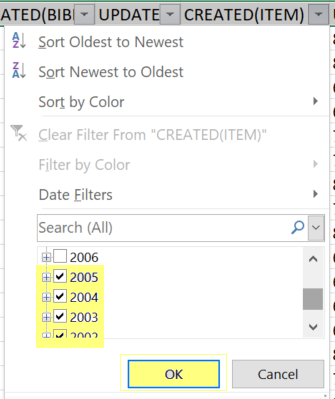 ATED(BIB UPDATE CREATED(ITEM)
Sort Oldest to Newest
Sort Newest to Oldest
Sort by Color
Clear Filter From "CREATED(ITEM)"
Filter by Color
Date Filters
Search (All)
2006
2005
2004
2003
2002
OK
Cancel